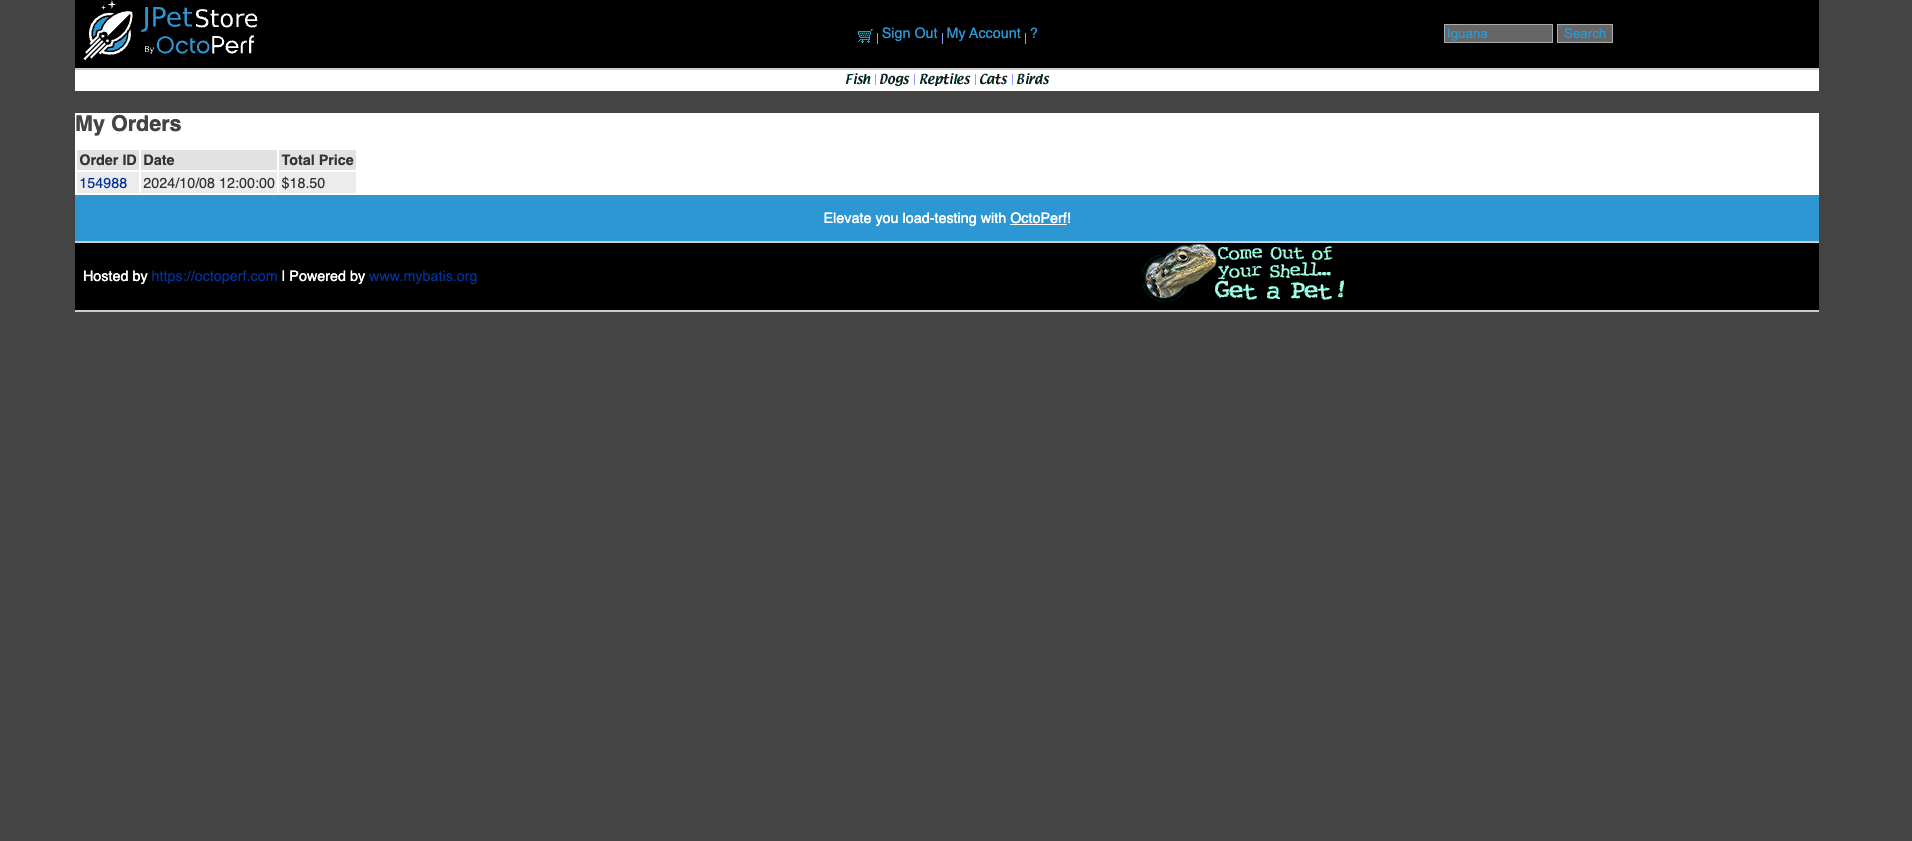 JPetStore
By OctoPerf
Sign Out | My Account | ?
Iguana
Search
Fish | Dogs | Reptiles | Cats | Birds
My Orders
Order ID Date Total Price
154988 2024/10/08 12:00:00 $18.50
Elevate you load-testing with OctoPerf!
Hosted by https://octoperf.com | Powered by www.mybatis.org
Come Out of
your Shell...
Get a Pet !